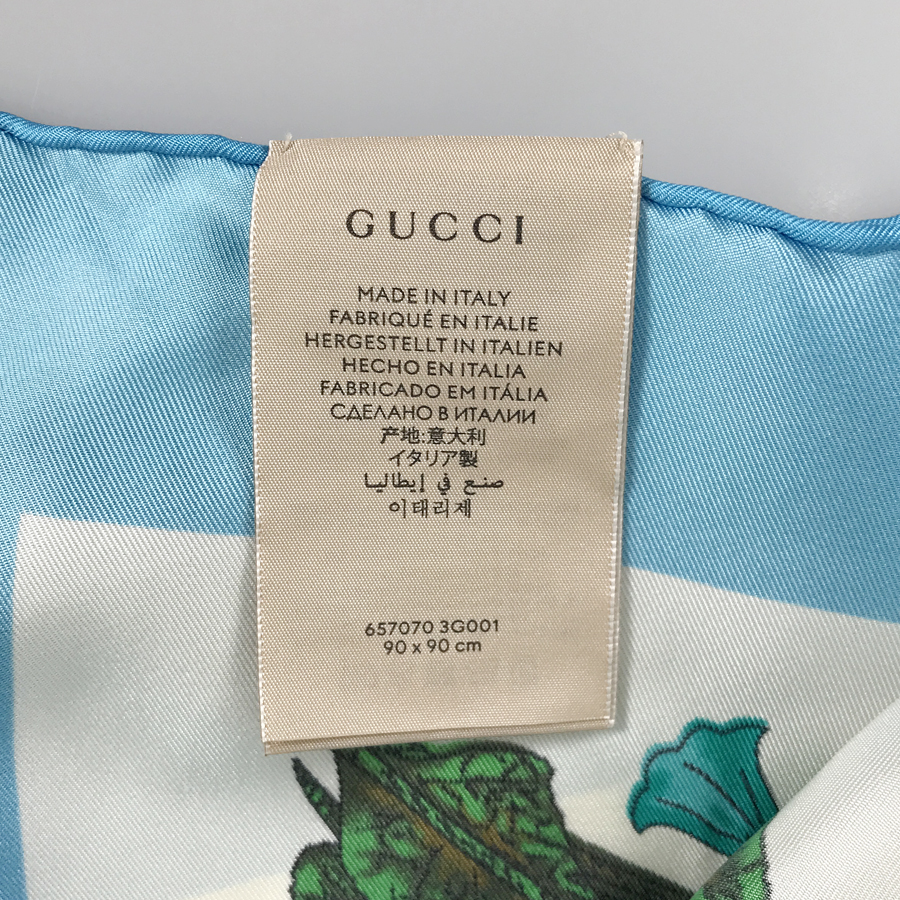 GUCCI
MADE IN ITALY
FABRIQUÉ EN ITALIE
HERGESTELLT IN ITALIEN
HECHO EN ITALIA
FABRICADO EM ITÁLIA
СДЕЛАНО В ИТАЛИИ
产地:意大利
イタリア製
صنع في إيطاليا
이태리제
657070 3G001
90 x 90 cm